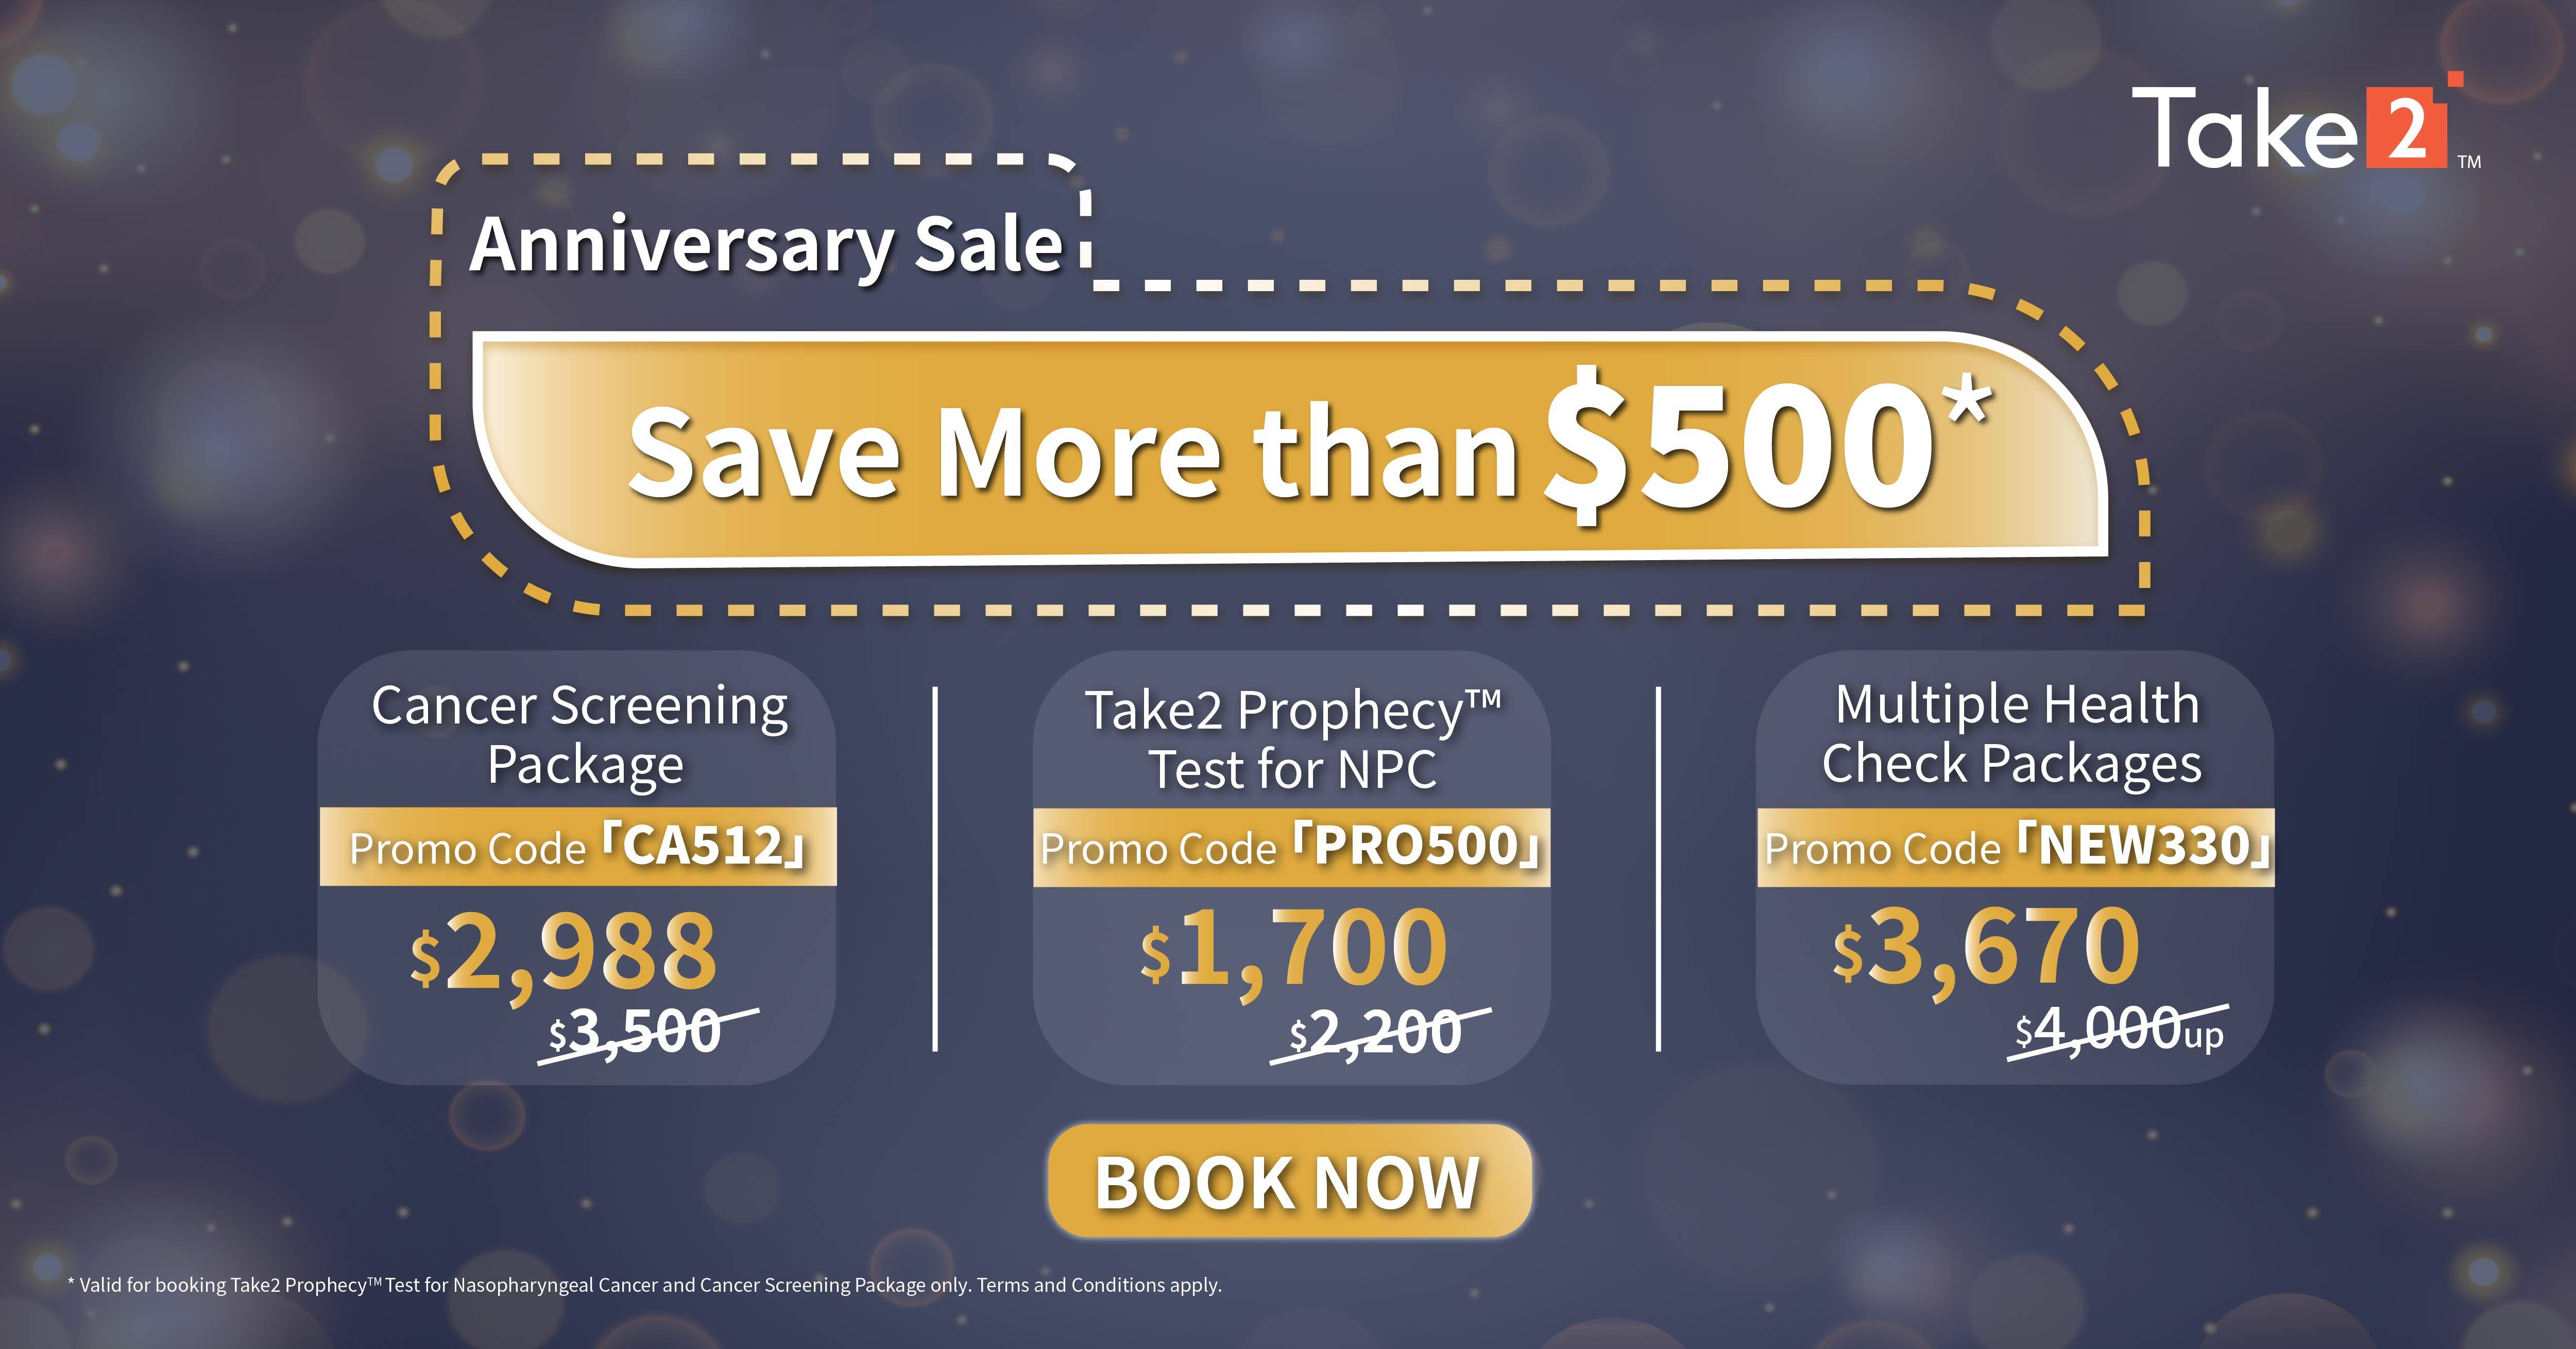 Take2™
Anniversary Sale
Save More than $500*
Cancer Screening
Package
Promo Code「CA512」
$2,988
$3,500
Take2 Prophecy™
Test for NPC
Promo Code「PRO500」
$1,700
$2,200
Multiple Health
Check Packages
Promo Code「NEW330」
$3,670
$4,000up
BOOK NOW
* Valid for booking Take2 Prophecy™ Test for Nasopharyngeal Cancer and Cancer Screening Package only. Terms and Conditions apply.